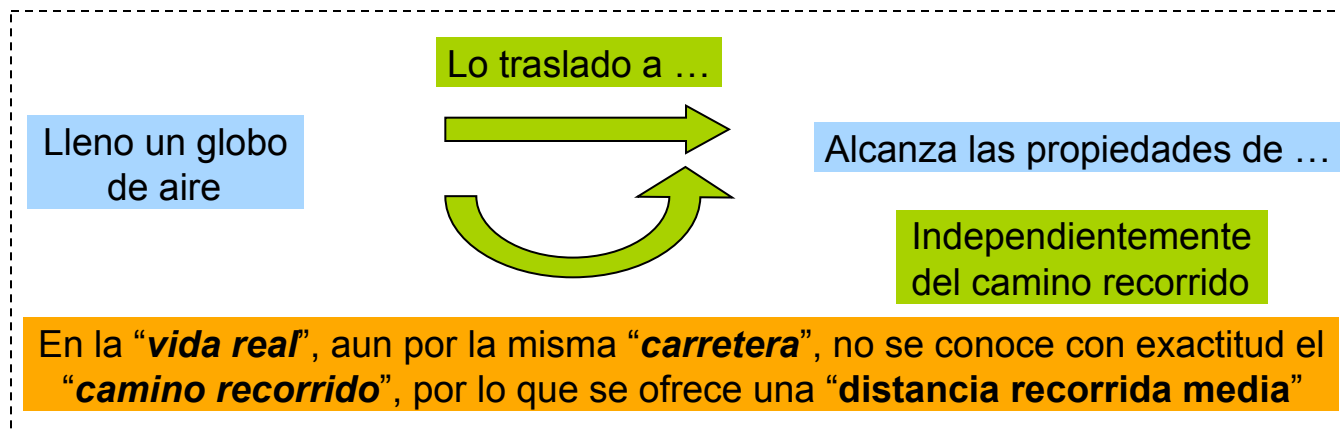 Lo traslado a …
Lleno un globo
de aire
Alcanza las propiedades de …
Independientemente
del camino recorrido
En la “vida real”, aun por la misma “carretera”, no se conoce con exactitud el
“camino recorrido”, por lo que se ofrece una “distancia recorrida media”